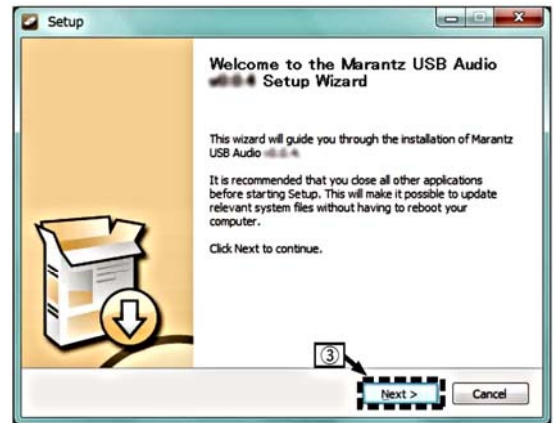 Setup
Welcome to the Marantz USB Audio
Setup Wizard
This wizard will guide you through the installation of Marantz
USB Audio
It is recommended that you close all other applications
before starting Setup. This will make it possible to update
relevant system files without having to reboot your
computer.
Click Next to continue.
③
Next >
Cancel